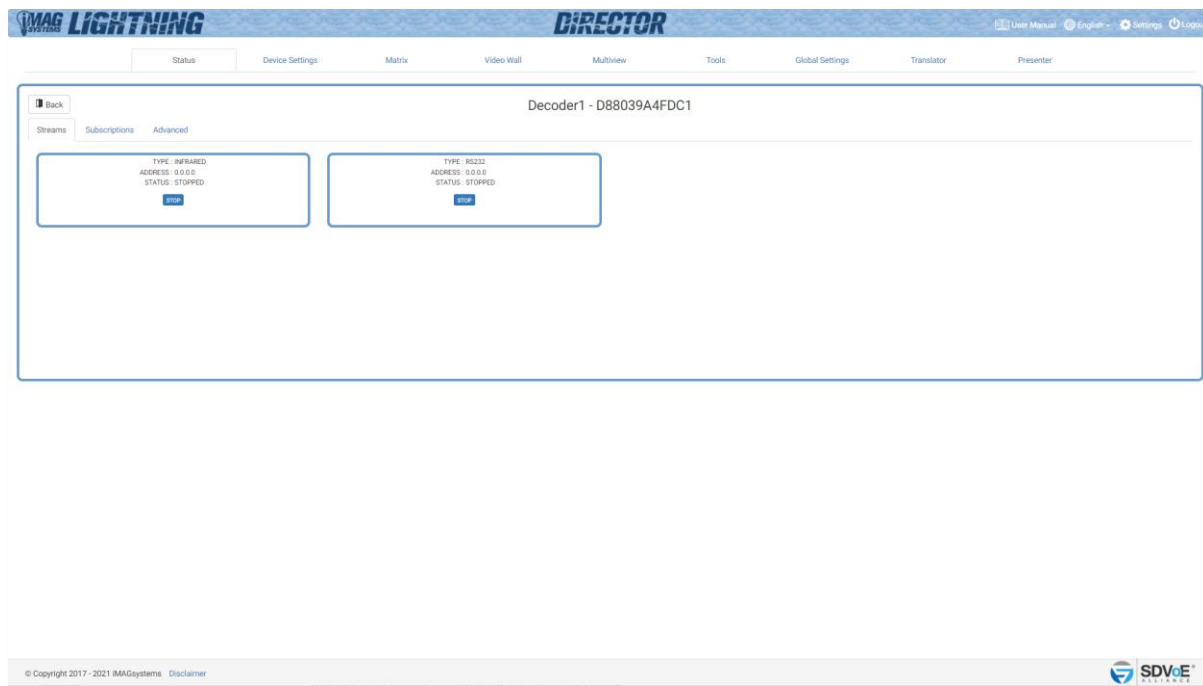 IMAG SYSTEMS LIGHTNING DIRECTOR User Manual English Settings Logout
Status Device Settings Matrix Video Wall Multiview Tools Global Settings Translator Presenter
Back Decoder1 - D88039A4FDC1
Streams Subscriptions Advanced
TYPE : INFRARED
ADDRESS : 0.0.0.0
STATUS : STOPPED
STOP
TYPE : RS232
ADDRESS : 0.0.0.0
STATUS : STOPPED
STOP
© Copyright 2017 - 2021 IMAGsystems Disclaimer
SDVoE
ALLIANCE